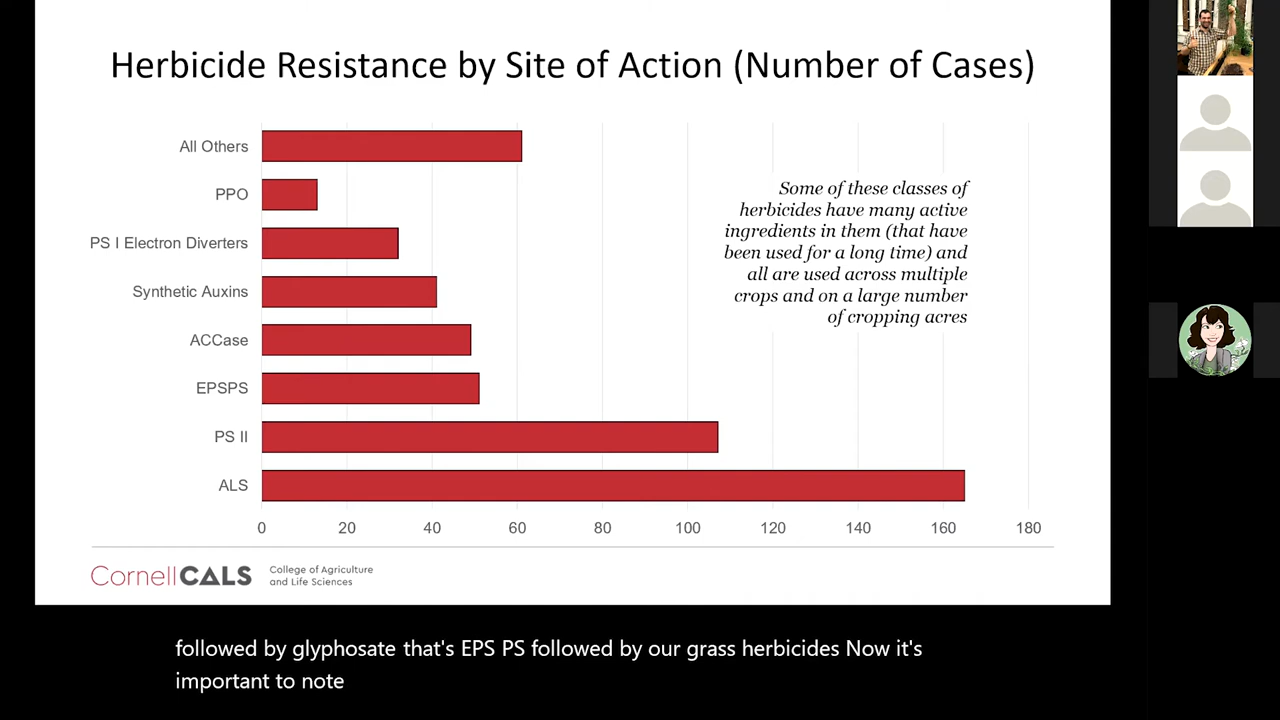 Herbicide Resistance by Site of Action (Number of Cases)
All Others
PPO
PS I Electron Diverters
Synthetic Auxins
ACCase
EPSPS
PS II
ALS
0 20 40 60 80 100 120 140 160 180
Some of these classes of
herbicides have many active
ingredients in them (that have
been used for a long time) and
all are used across multiple
crops and on a large number
of cropping acres
CornellCALS
College of Agriculture
and Life Sciences
followed by glyphosate that's EPS PS followed by our grass herbicides Now it's
important to note